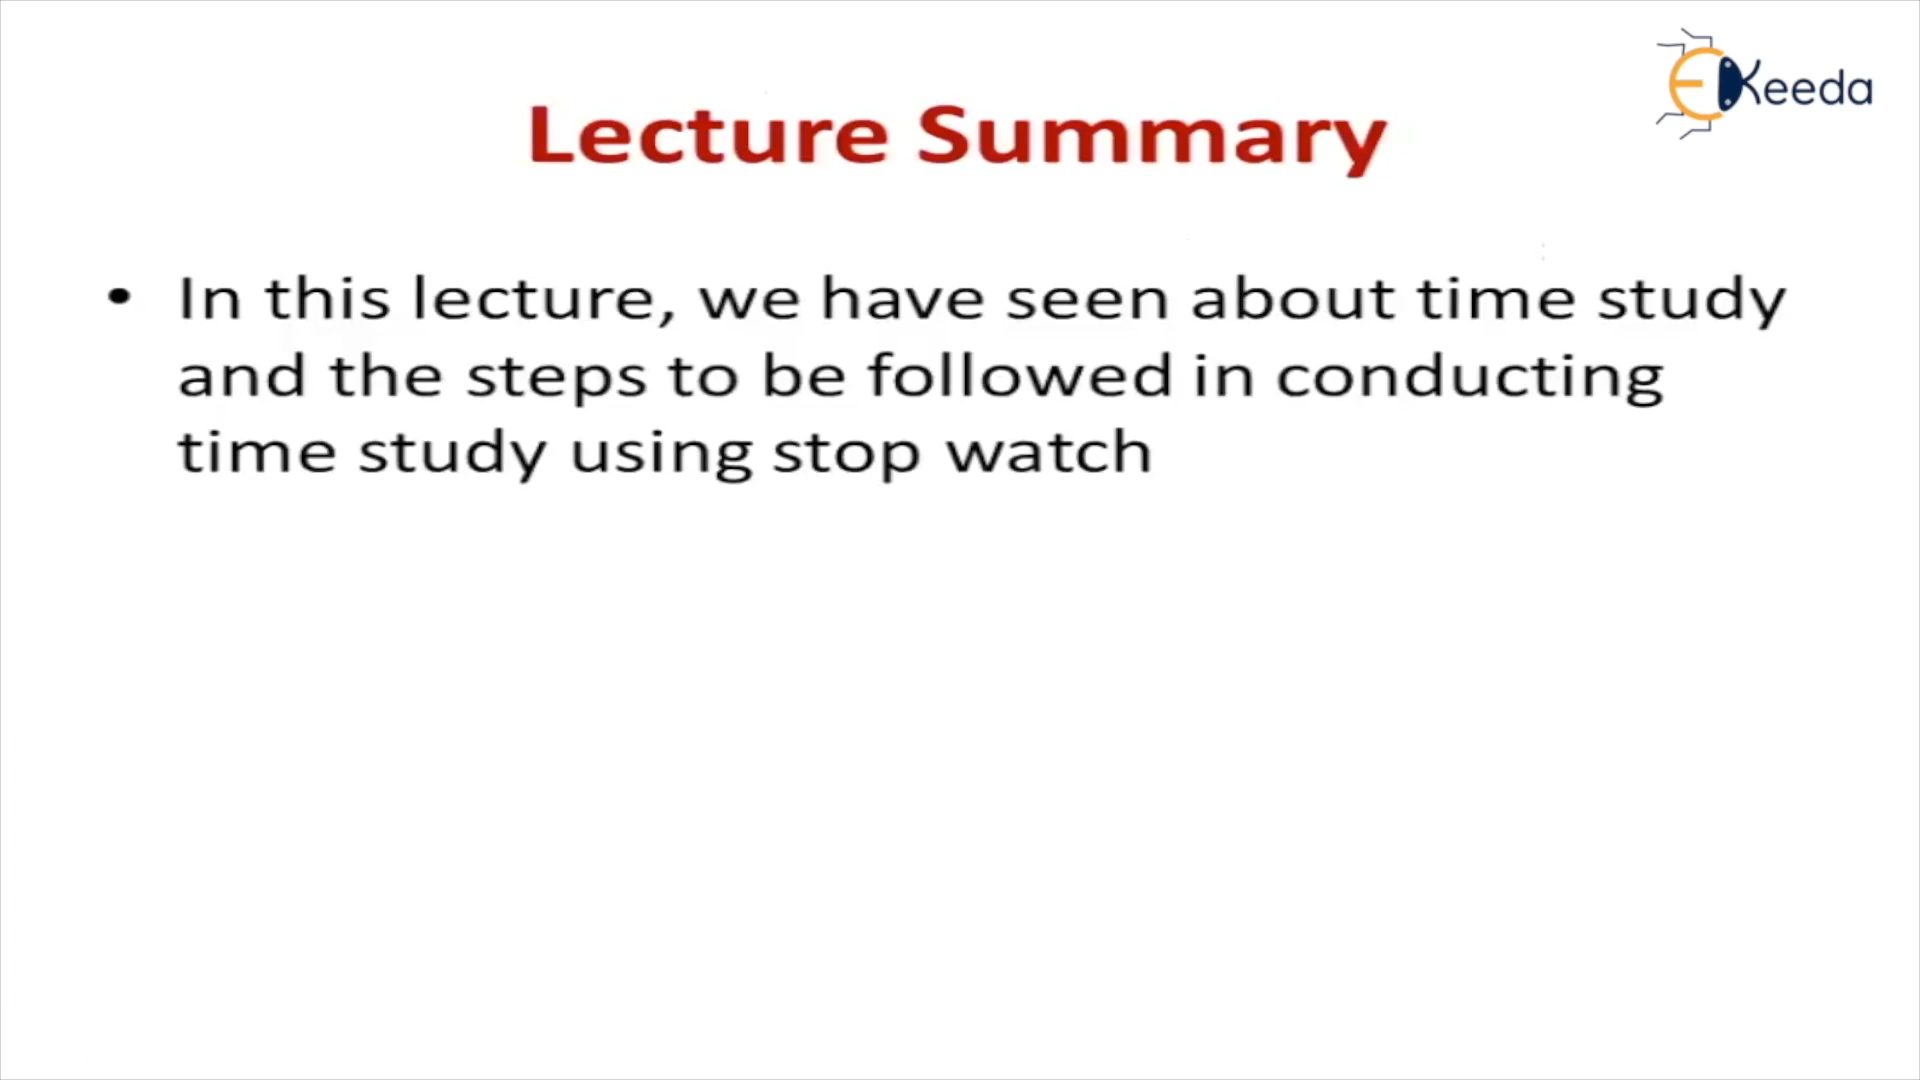 EKeeda
Lecture Summary
• In this lecture, we have seen about time study
and the steps to be followed in conducting
time study using stop watch